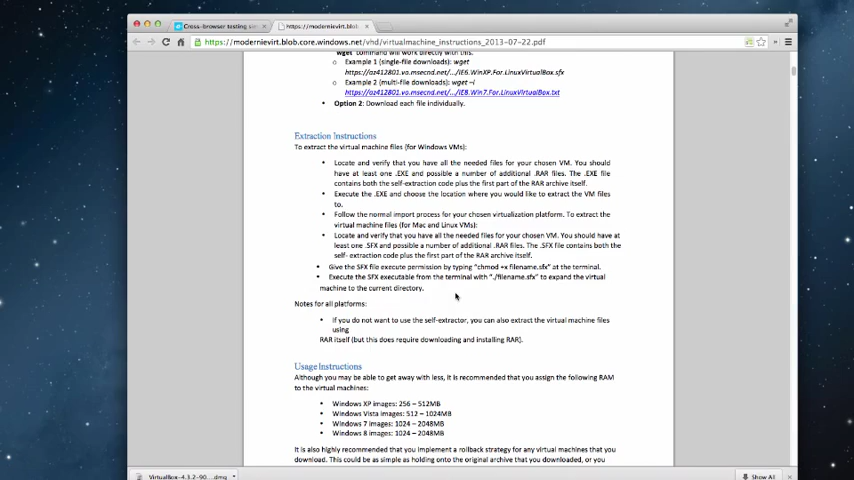 Cross-browser testing sim
https://modernievirt.blob
https://modernievirt.blob.core.windows.net/vhd/virtualmachine_instructions_2013-07-22.pdf
wget command will work directly with this.
○ Example 1 (single-file downloads): wget
https://az412801.vo.msecnd.net/.../IE6.WinXP.For.LinuxVirtualBox.sfx
○ Example 2 (multi-file downloads): wget –i
https://az412801.vo.msecnd.net/.../IE8.Win7.For.LinuxVirtualBox.txt
• Option 2: Download each file individually.
Extraction Instructions
To extract the virtual machine files (for Windows VMs):
• Locate and verify that you have all the needed files for your chosen VM. You should
have at least one .EXE and possible a number of additional .RAR files. The .EXE file
contains both the self-extraction code plus the first part of the RAR archive itself.
• Execute the .EXE and choose the location where you would like to extract the VM files
to.
• Follow the normal import process for your chosen virtualization platform. To extract the
virtual machine files (for Mac and Linux VMs):
• Locate and verify that you have all the needed files for your chosen VM. You should have at
least one .SFX and possible a number of additional .RAR files. The .SFX file contains both the
self- extraction code plus the first part of the RAR archive itself.
• Give the SFX file execute permission by typing "chmod +x filename.sfx" at the terminal.
• Execute the SFX executable from the terminal with "./filename.sfx" to expand the virtual
machine to the current directory.
Notes for all platforms:
• If you do not want to use the self-extractor, you can also extract the virtual machine files
using
RAR itself (but this does require downloading and installing RAR].
Usage Instructions
Although you may be able to get away with less, it is recommended that you assign the following RAM
to the virtual machines:
• Windows XP images: 256 – 512MB
• Windows Vista images: 512 – 1024MB
• Windows 7 images: 1024 – 2048MB
• Windows 8 images: 1024 – 2048MB
It is also highly recommended that you implement a rollback strategy for any virtual machines that you
download. This could be as simple as holding onto the original archive that you downloaded, or you
VirtualBox-4.3.2-90....dmg
Show All